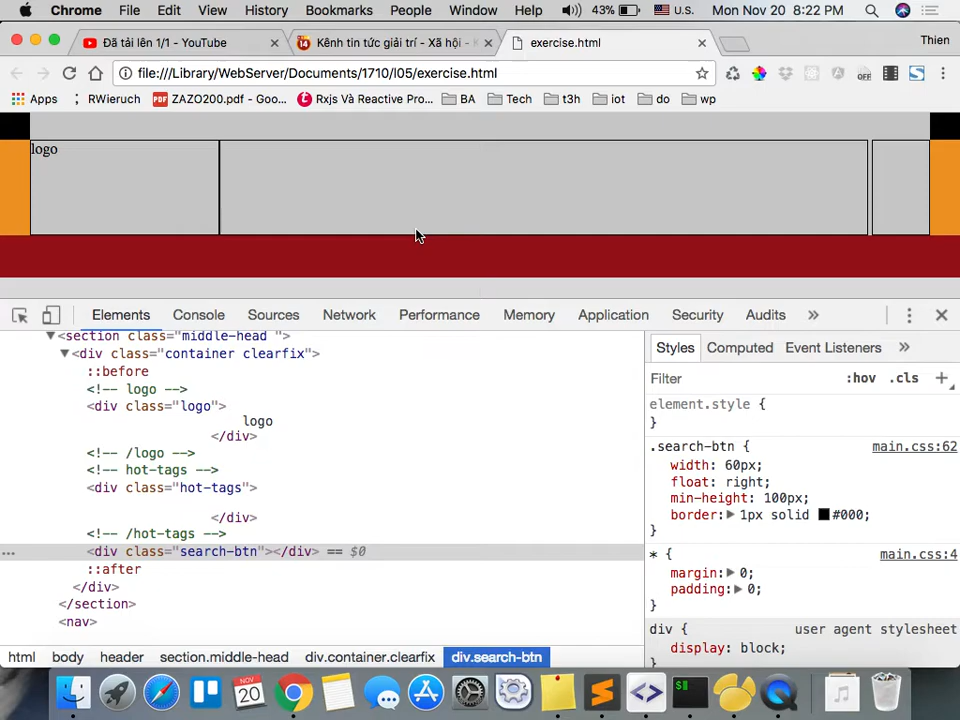 Chrome File Edit View History Bookmarks People Window Help 43% U.S. Mon Nov 20 8:22 PM
Đã tải lên 1/1 - YouTube × 14 Kênh tin tức giải trí - Xã hội - × exercise.html × Thien
file:///Library/WebServer/Documents/1710/l05/exercise.html OFF
Apps RWieruch PDF ZAZO200.pdf - Goo... t Rxjs Và Reactive Pro... BA Tech t3h iot do wp
logo
Elements Console Sources Network Performance Memory Application Security Audits »
▼<section class="middle-head ">
▼<div class="container clearfix">
::before
<!-- logo -->
<div class="logo">
logo
</div>
<!-- /logo -->
<!-- hot-tags -->
<div class="hot-tags">
</div>
<!-- /hot-tags -->
... <div class="search-btn"></div> == $0
::after
</div>
</section>
<nav>
html body header section.middle-head div.container.clearfix div.search-btn
Styles Computed Event Listeners »
Filter :hov .cls +
element.style {
}
.search-btn { main.css:62
width: 60px;
float: right;
min-height: 100px;
border:▶ 1px solid #000;
}
* { main.css:4
margin:▶ 0;
padding:▶ 0;
}
div { user agent stylesheet
display: block;
}
NOV
20